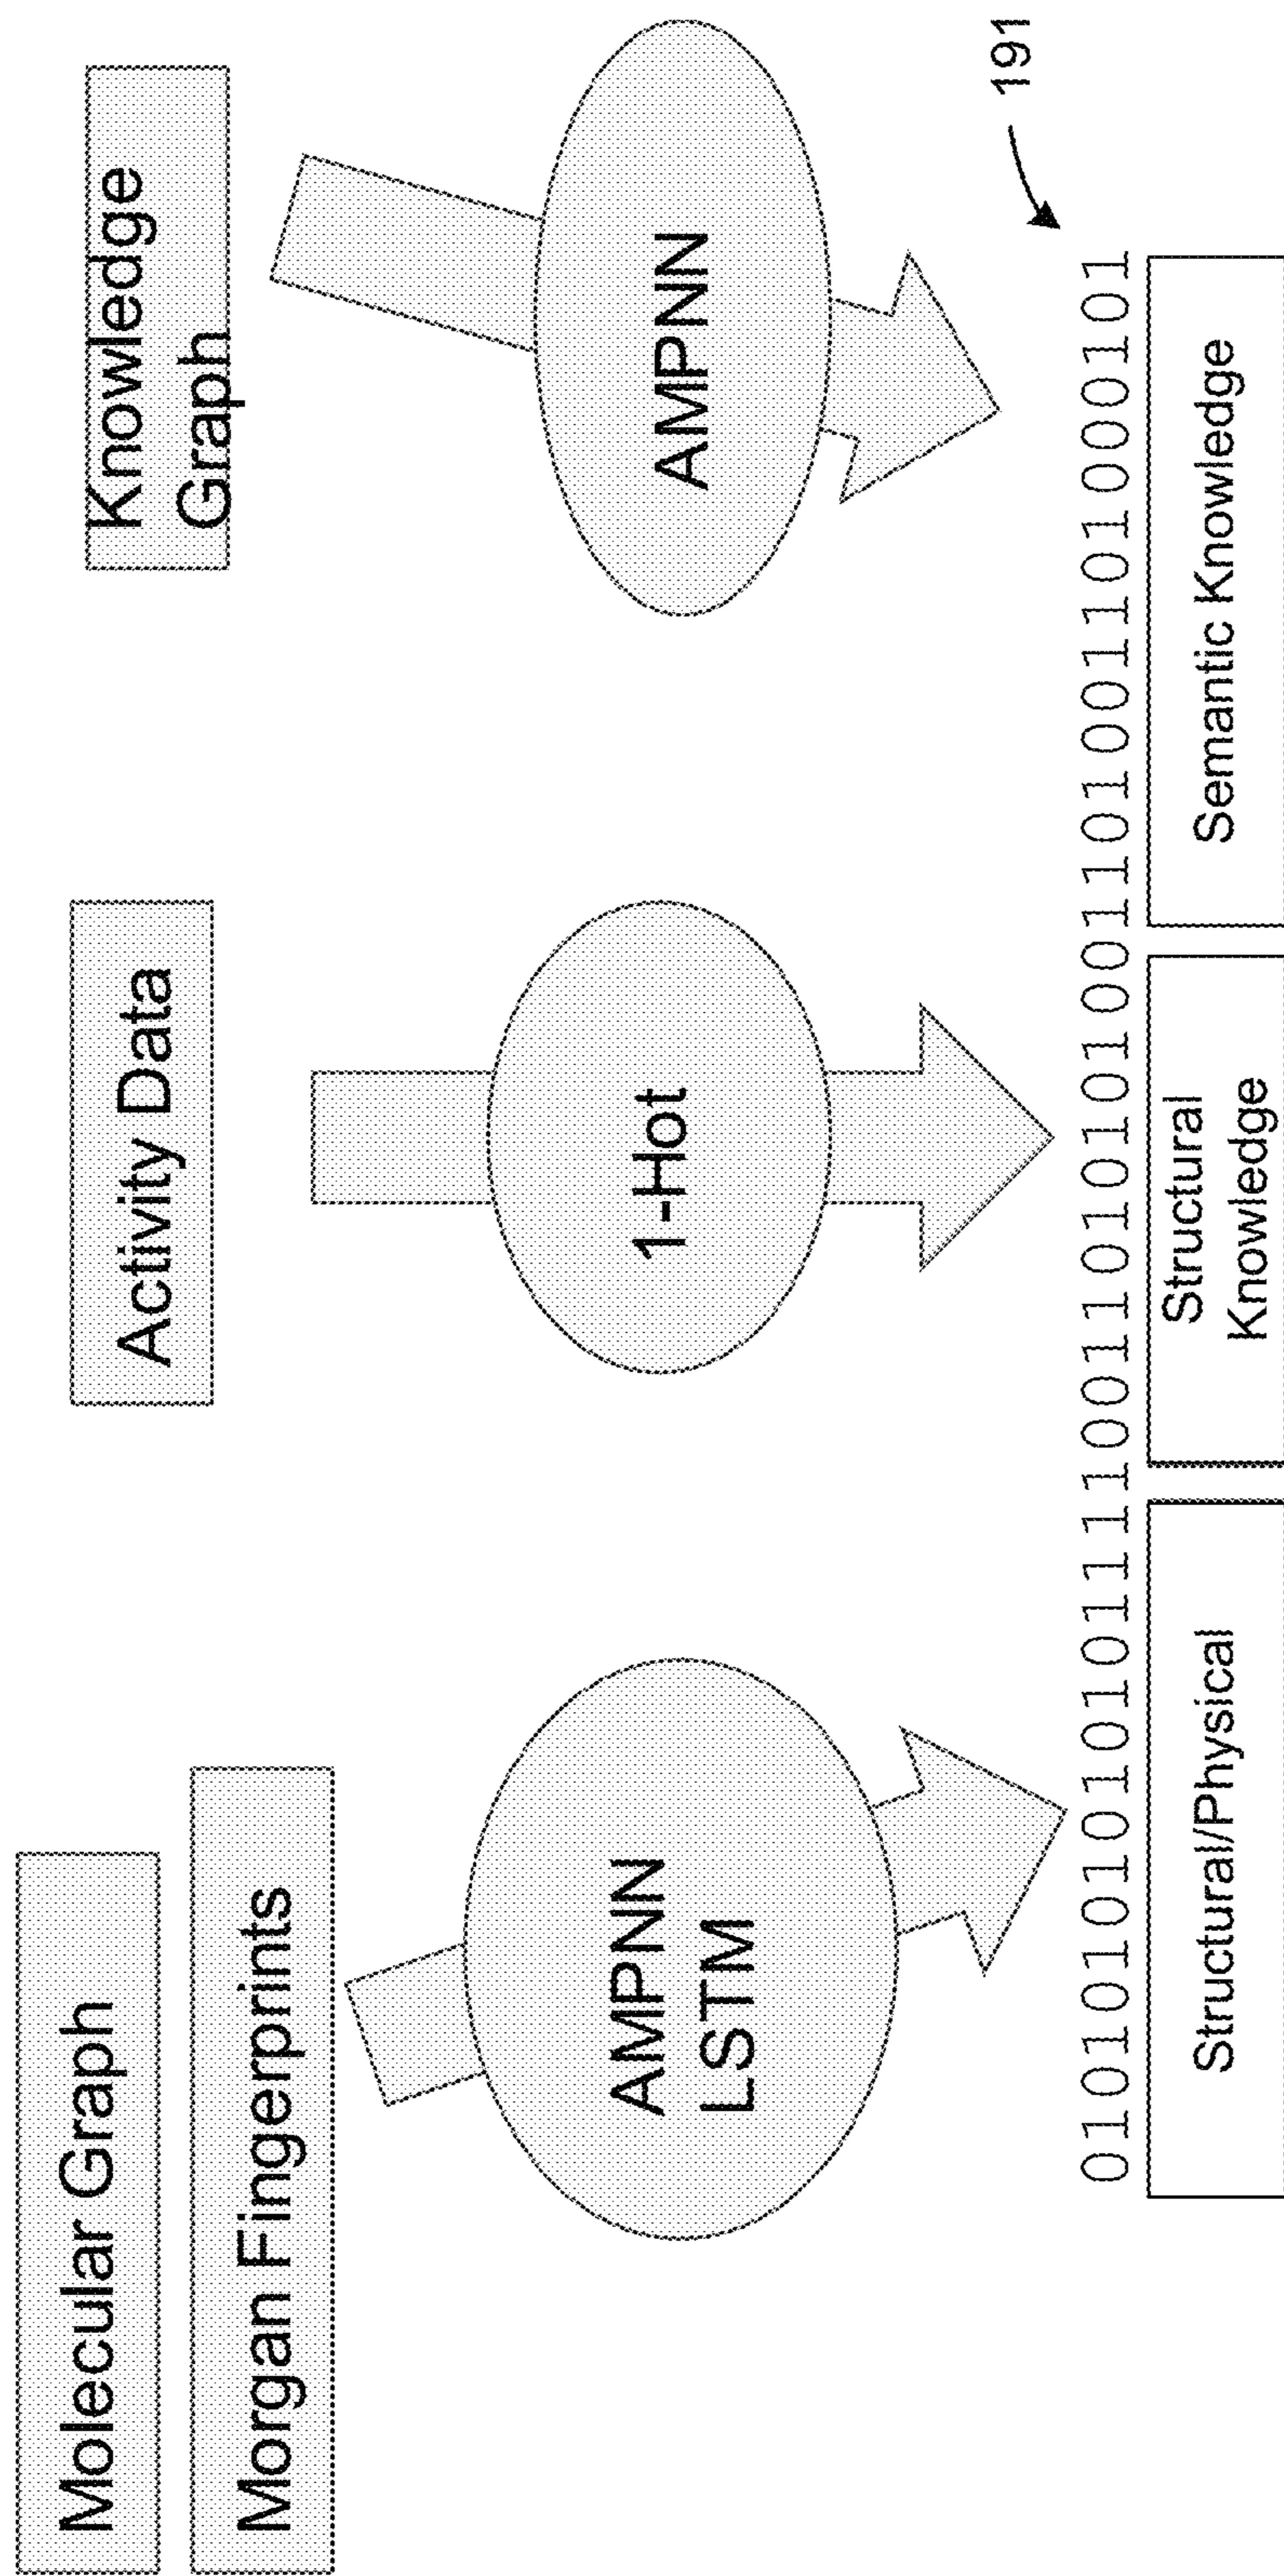 Molecular Graph
Morgan Fingerprints
Activity Data
Knowledge
Graph
AMPNN
LSTM
1-Hot
AMPNN
191
010101010101011110011010101001101001101000101
Structural/Physical
Structural
Knowledge
Semantic Knowledge